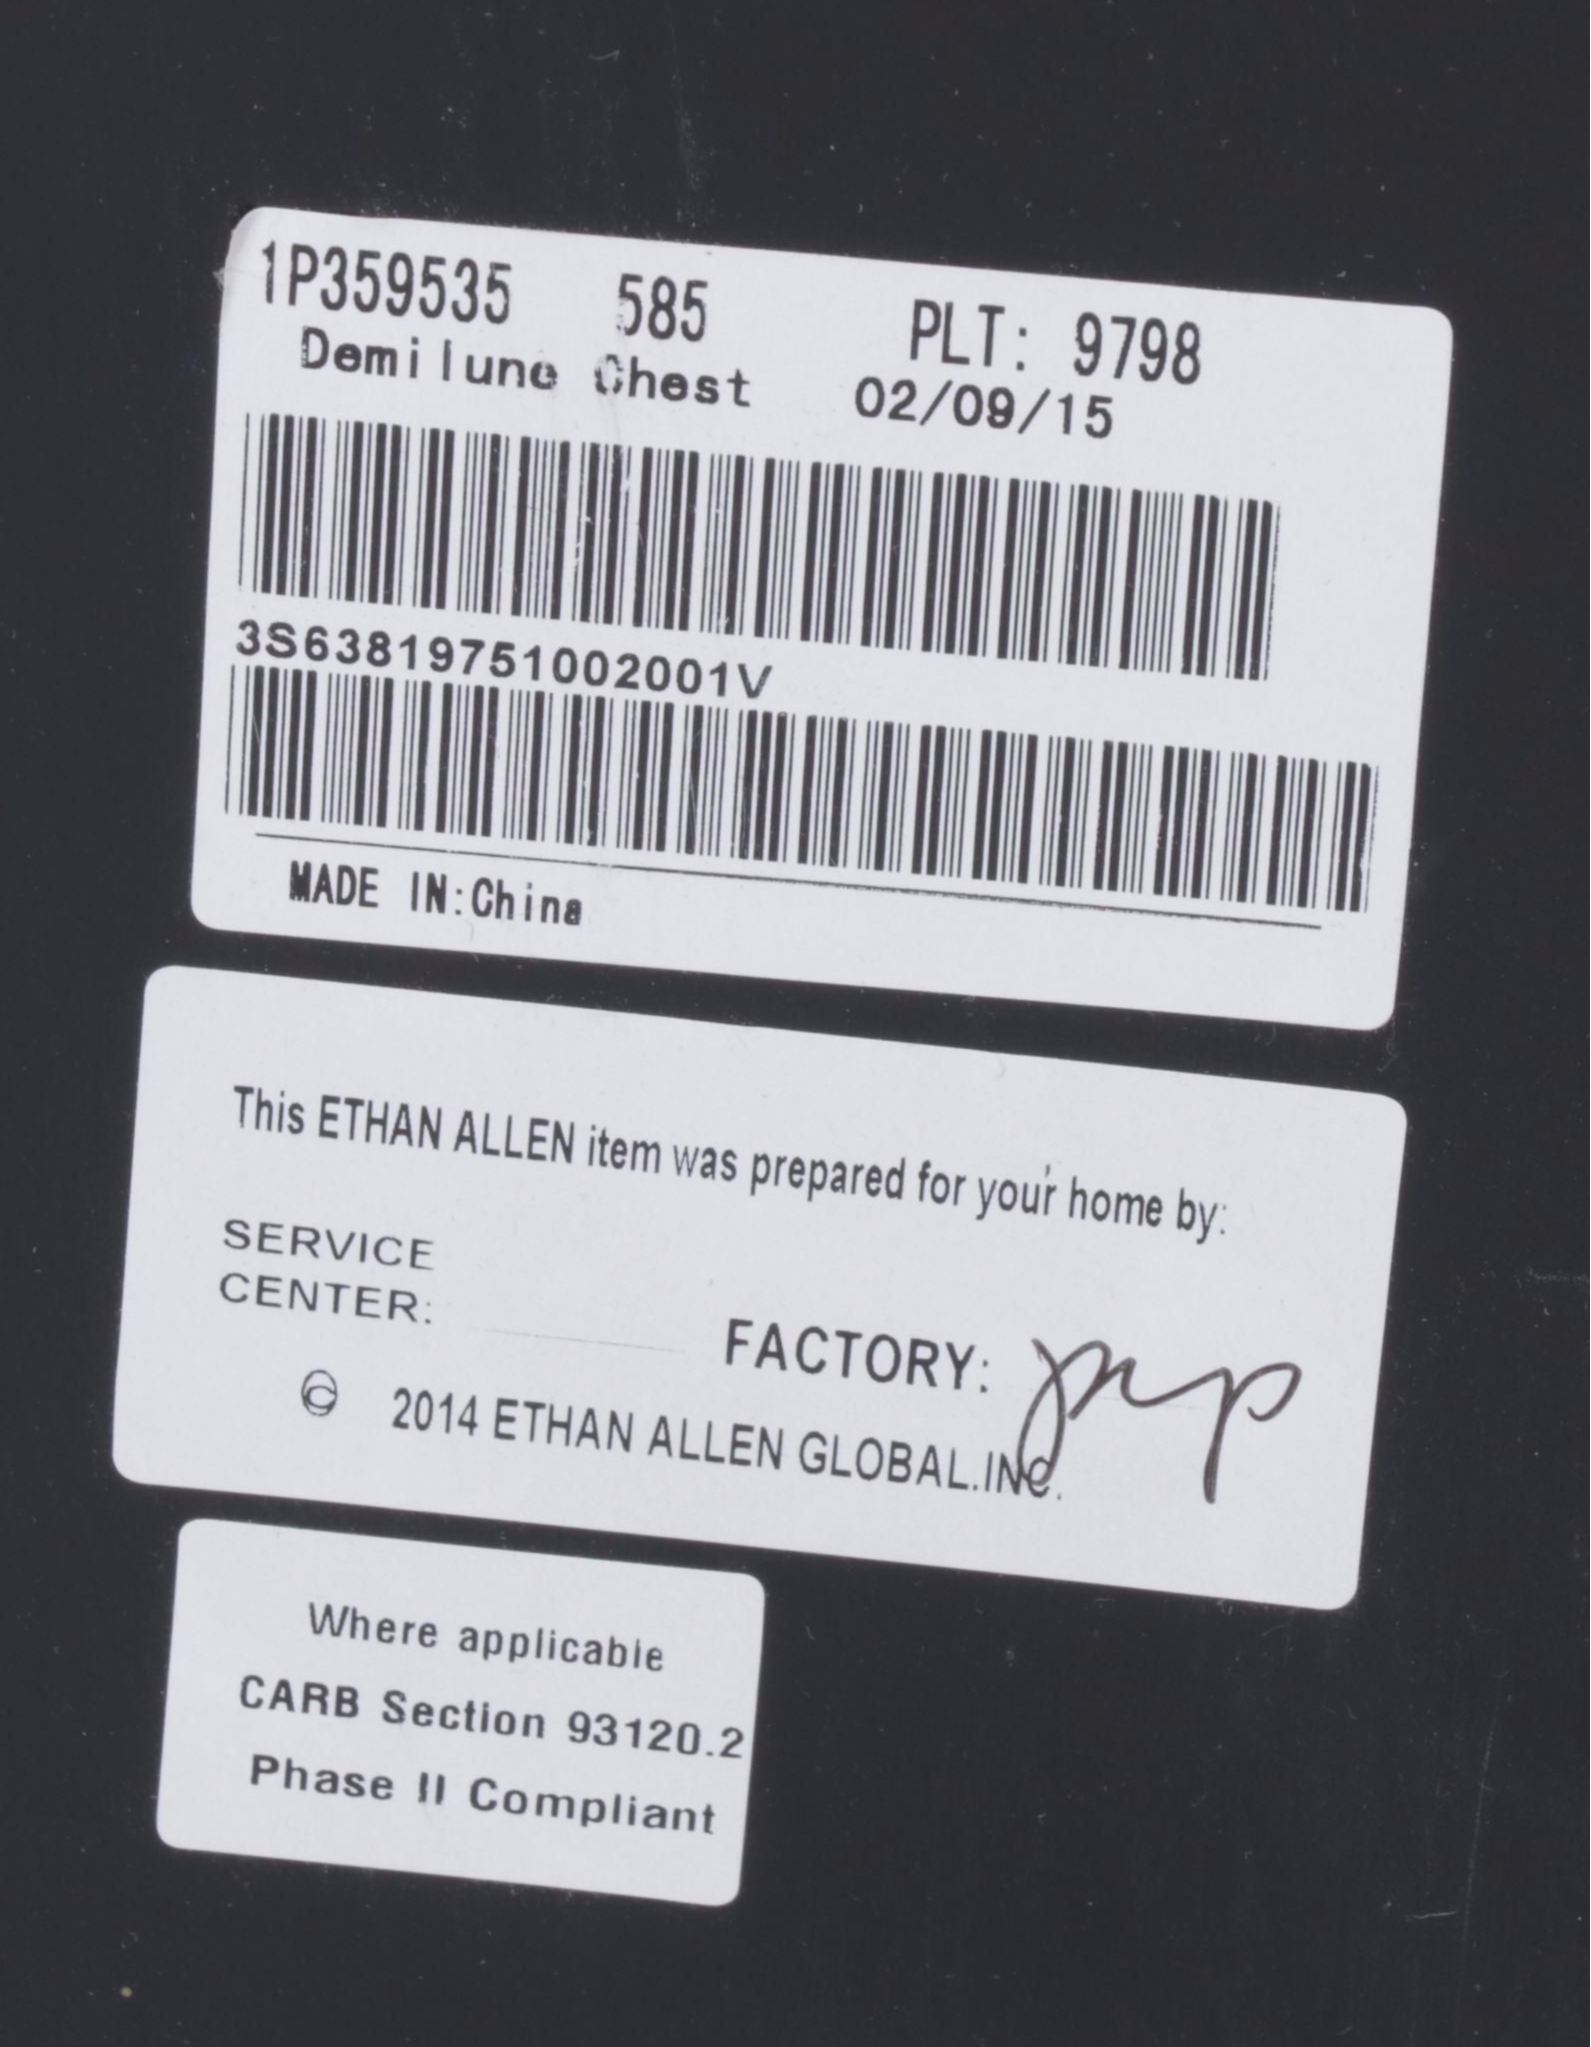 1P359535 585 PLT: 9798
Demilune Chest 02/09/15
3S63819751002001V
MADE IN:China
This ETHAN ALLEN item was prepared for your home by:
SERVICE
CENTER:
FACTORY:
© 2014 ETHAN ALLEN GLOBAL.INC.
Where applicable
CARB Section 93120.2
Phase II Compliant